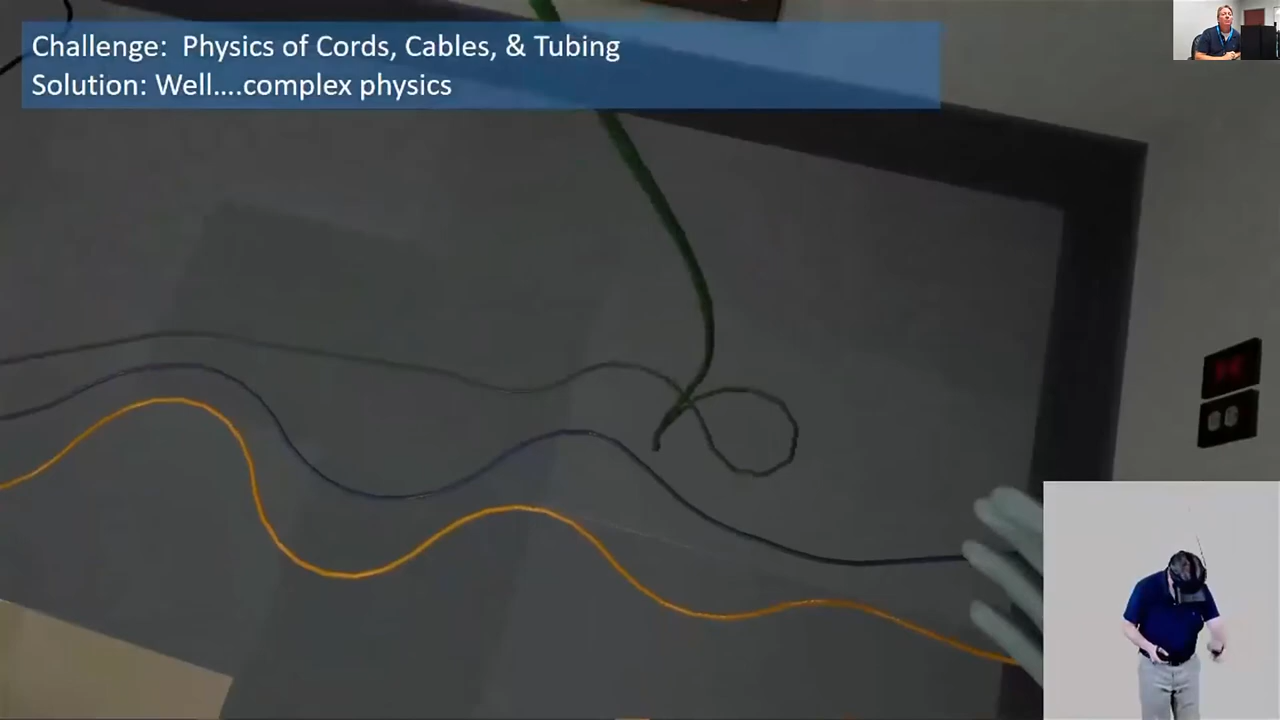 Challenge:  Physics of Cords, Cables, & Tubing
Solution: Well....complex physics